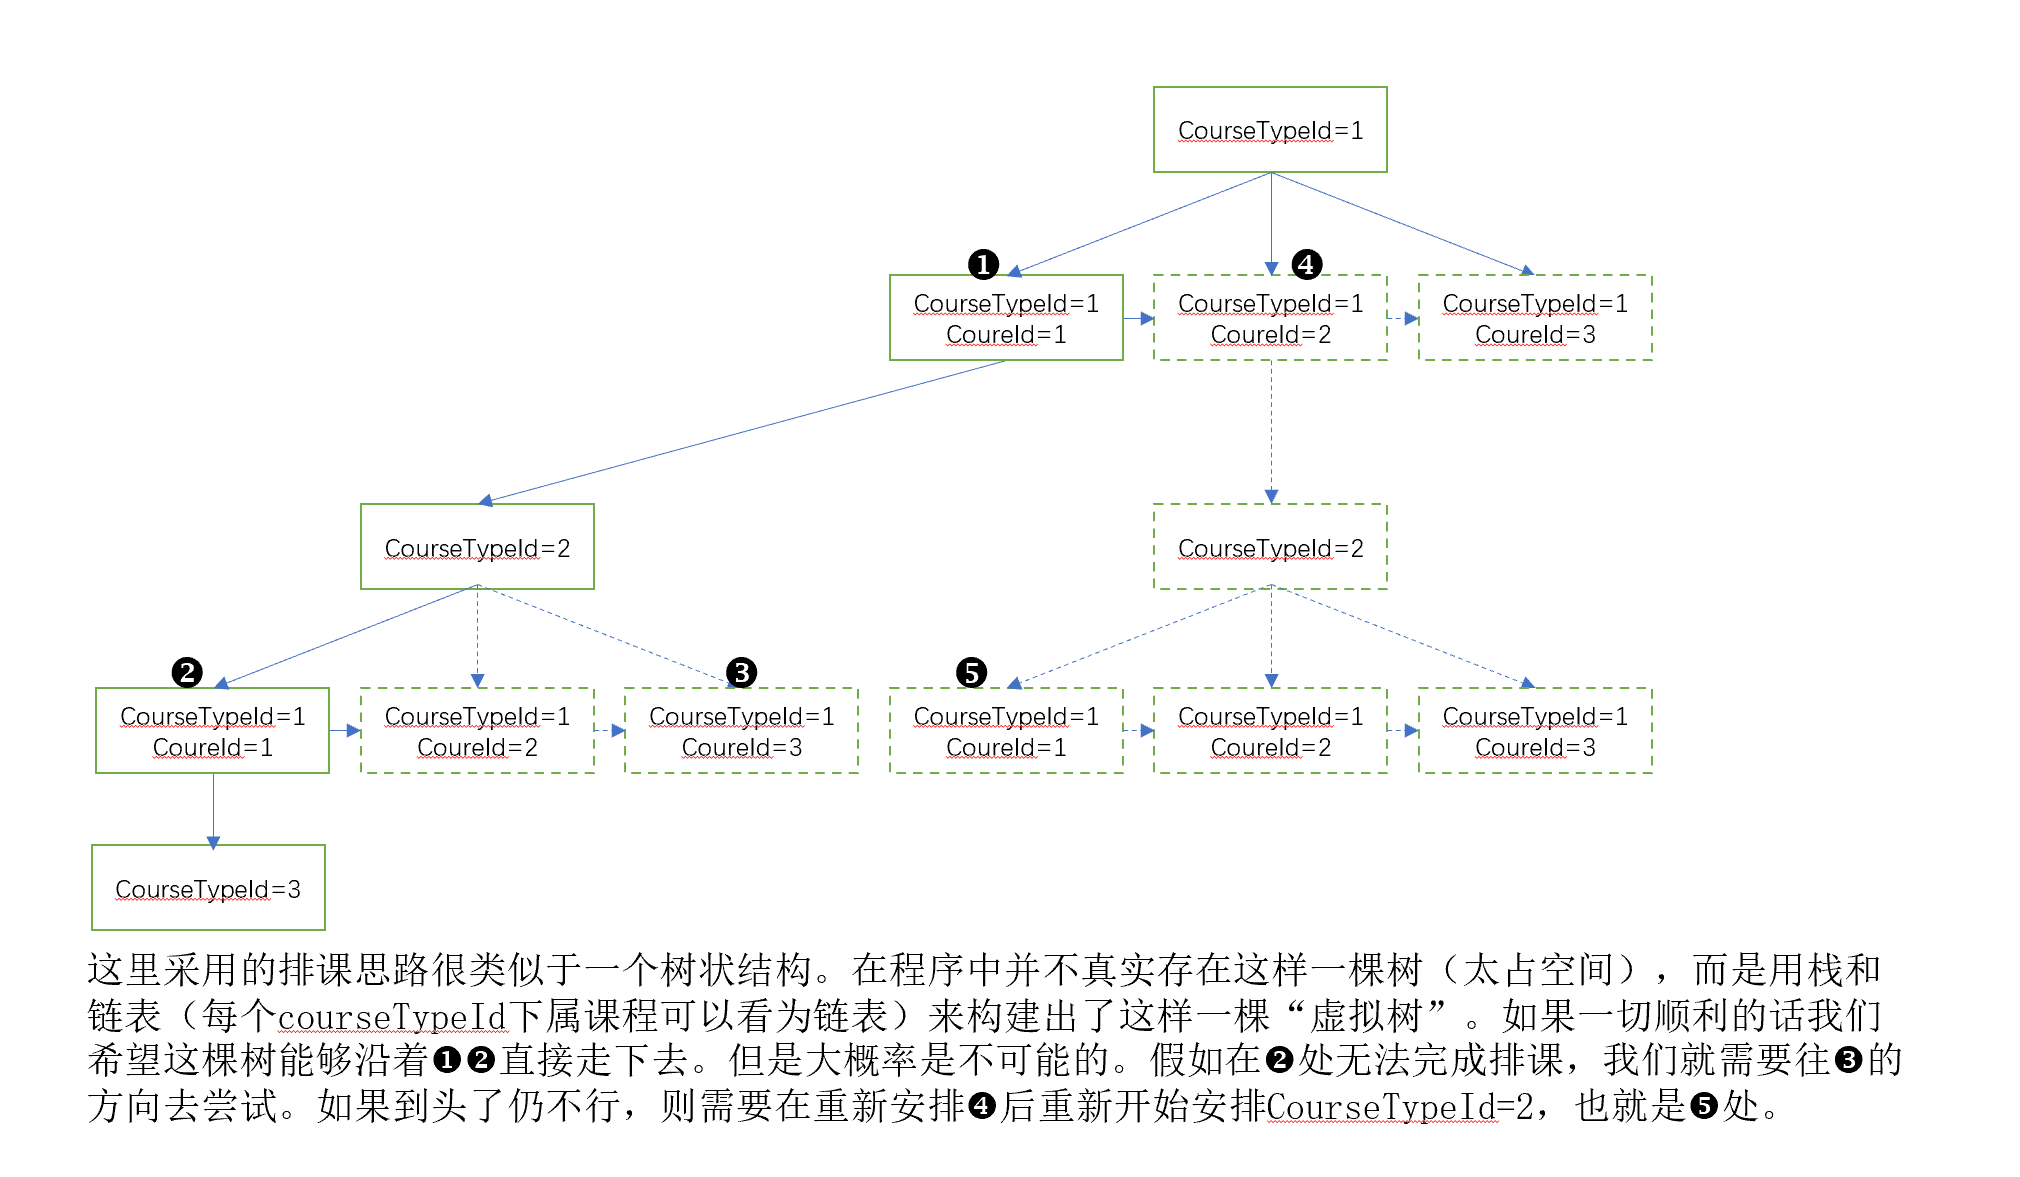 CourseTypeId=1
❶
❹
CourseTypeId=1
CoureId=1
CourseTypeId=1
CoureId=2
CourseTypeId=1
CoureId=3
CourseTypeId=2
CourseTypeId=2
❷
❸
❺
CourseTypeId=1
CoureId=1
CourseTypeId=1
CoureId=2
CourseTypeId=1
CoureId=3
CourseTypeId=1
CoureId=1
CourseTypeId=1
CoureId=2
CourseTypeId=1
CoureId=3
CourseTypeId=3
这里采用的排课思路很类似于一个树状结构。在程序中并不真实存在这样一棵树（太占空间），而是用栈和
链表（每个courseTypeId下属课程可以看为链表）来构建出了这样一棵“虚拟树”。如果一切顺利的话我们
希望这棵树能够沿着❶❷直接走下去。但是大概率是不可能的。假如在❷处无法完成排课，我们就需要往❸的
方向去尝试。如果到头了仍不行，则需要在重新安排❹后重新开始安排CourseTypeId=2，也就是❺处。